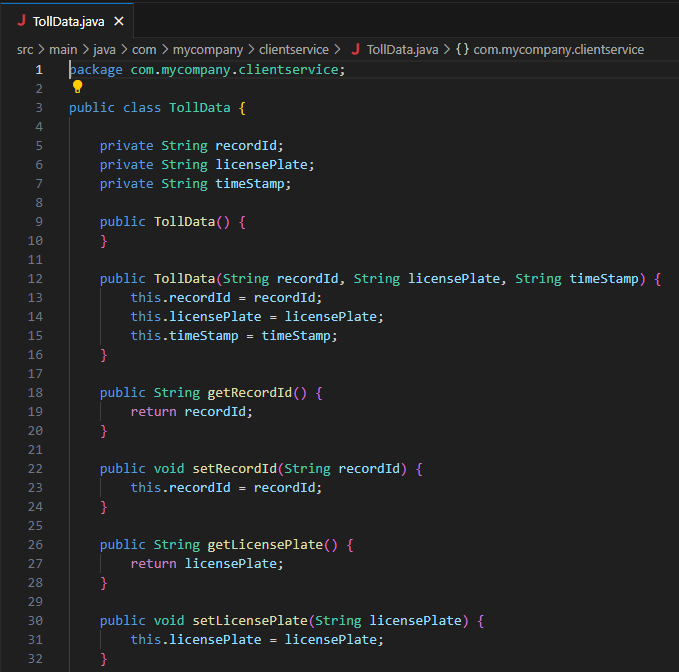 TollData.java
src > main > java > com > mycompany > clientservice > TollData.java > {} com.mycompany.clientservice
1 package com.mycompany.clientservice;
2
3 public class TollData {
4
5     private String recordId;
6     private String licensePlate;
7     private String timeStamp;
8
9     public TollData() {
10     }
11
12     public TollData(String recordId, String licensePlate, String timeStamp) {
13         this.recordId = recordId;
14         this.licensePlate = licensePlate;
15         this.timeStamp = timeStamp;
16     }
17
18     public String getRecordId() {
19         return recordId;
20     }
21
22     public void setRecordId(String recordId) {
23         this.recordId = recordId;
24     }
25
26     public String getLicensePlate() {
27         return licensePlate;
28     }
29
30     public void setLicensePlate(String licensePlate) {
31         this.licensePlate = licensePlate;
32     }